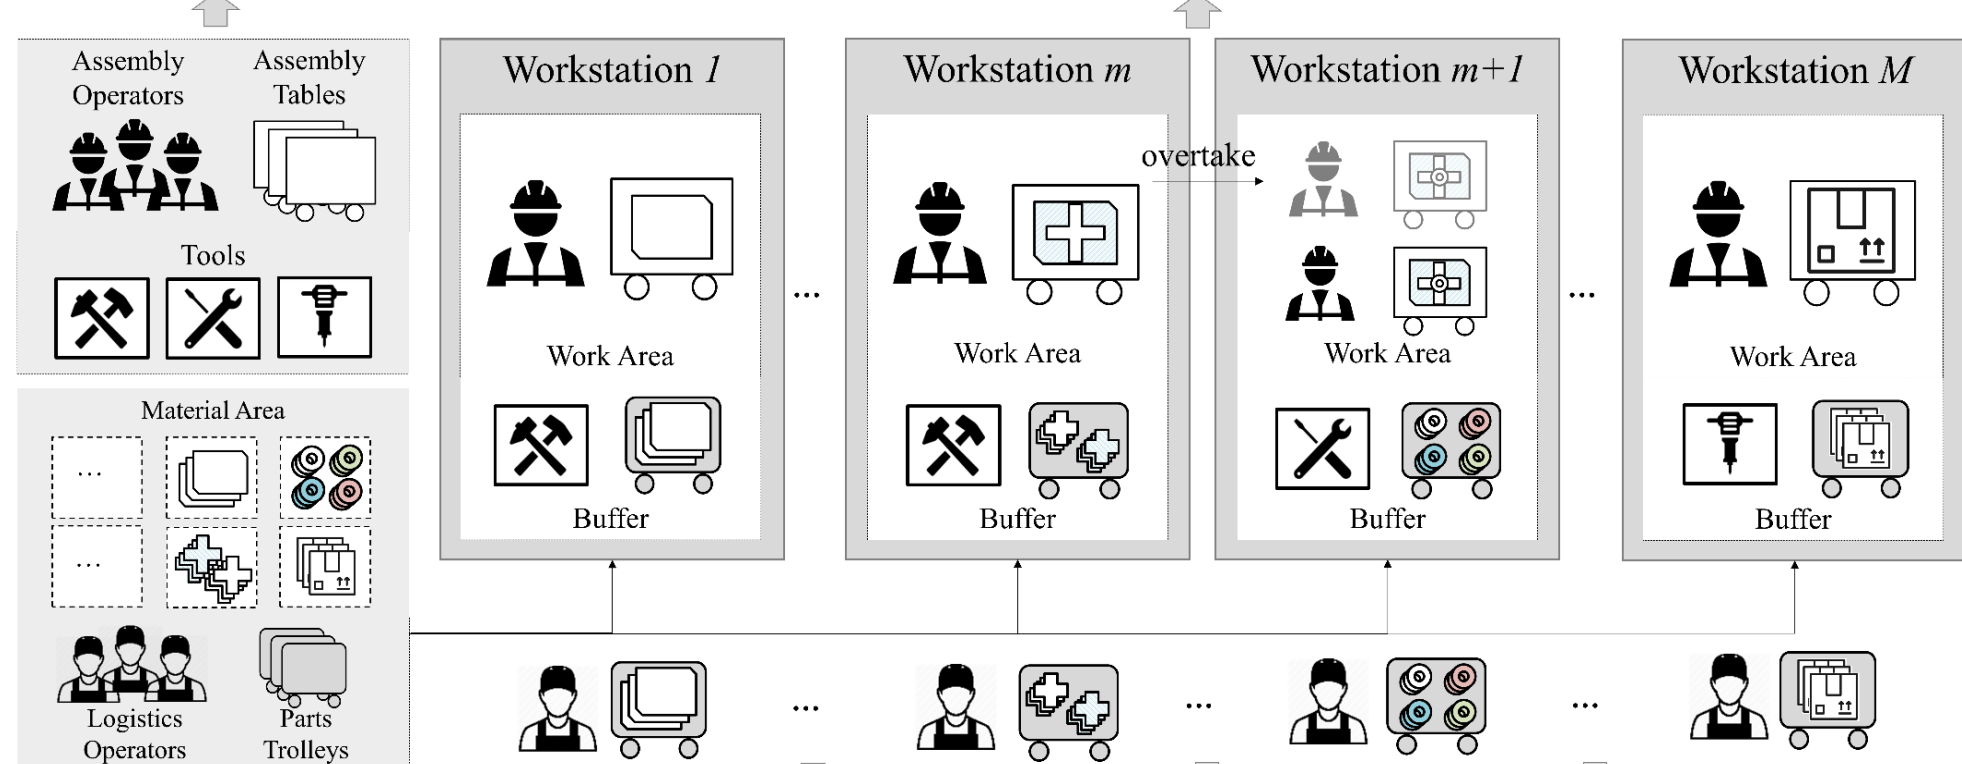 Assembly
Operators
Assembly
Tables
Tools
Material Area
...
...
Logistics
Operators
Parts
Trolleys
Workstation 1
Work Area
Buffer
...
Workstation m
Work Area
Buffer
overtake
Workstation m+1
Work Area
Buffer
...
Workstation M
Work Area
Buffer
...
...
...